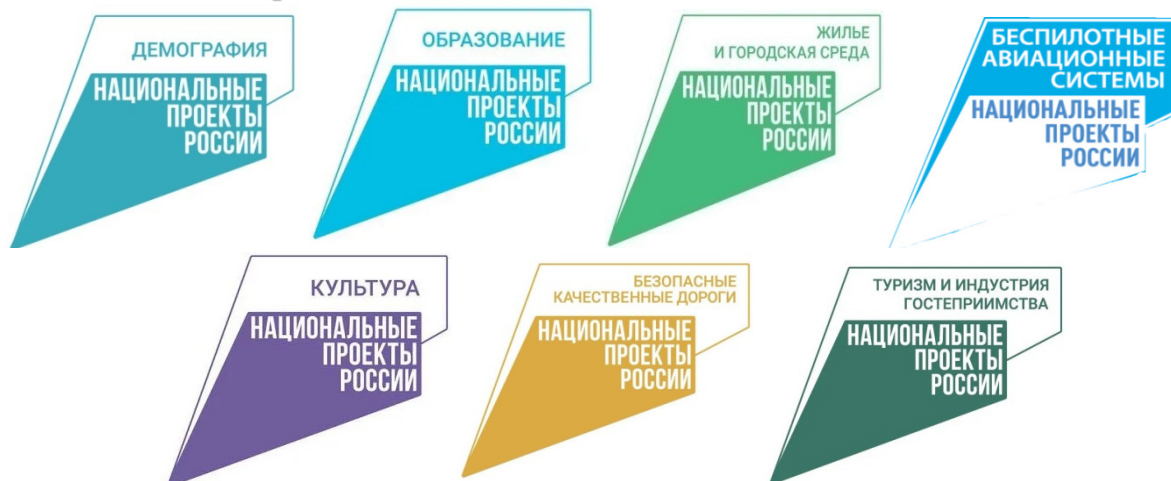 ДЕМОГРАФИЯ
НАЦИОНАЛЬНЫЕ
ПРОЕКТЫ
РОССИИ
ОБРАЗОВАНИЕ
НАЦИОНАЛЬНЫЕ
ПРОЕКТЫ
РОССИИ
ЖИЛЬЕ
И ГОРОДСКАЯ СРЕДА
НАЦИОНАЛЬНЫЕ
ПРОЕКТЫ
РОССИИ
БЕСПИЛОТНЫЕ
АВИАЦИОННЫЕ
СИСТЕМЫ
НАЦИОНАЛЬНЫЕ
ПРОЕКТЫ
РОССИИ
КУЛЬТУРА
НАЦИОНАЛЬНЫЕ
ПРОЕКТЫ
РОССИИ
БЕЗОПАСНЫЕ
КАЧЕСТВЕННЫЕ ДОРОГИ
НАЦИОНАЛЬНЫЕ
ПРОЕКТЫ
РОССИИ
ТУРИЗМ И ИНДУСТРИЯ
ГОСТЕПРИИМСТВА
НАЦИОНАЛЬНЫЕ
ПРОЕКТЫ
РОССИИ